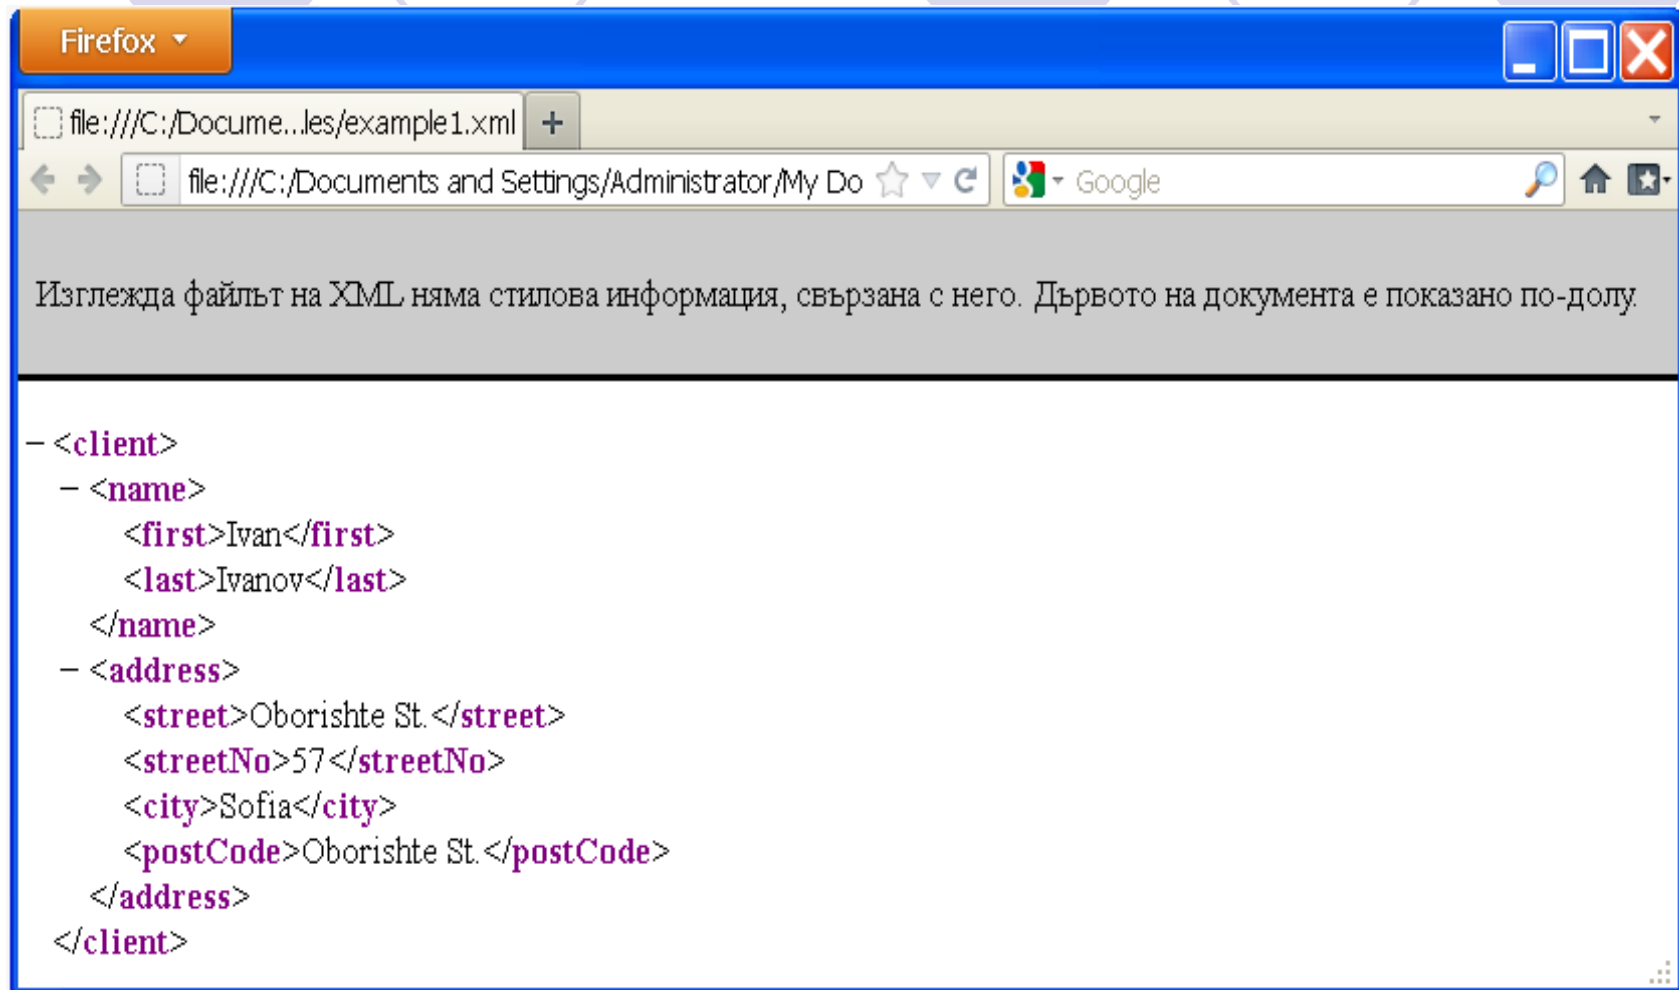 Firefox
file:///C:/Docume...les/example1.xml +
file:///C:/Documents and Settings/Administrator/My Do Google
Изглежда файлът на XML няма стилова информация, свързана с него. Дървото на документа е показано по-долу.
– <client>
– <name>
<first>Ivan</first>
<last>Ivanov</last>
</name>
– <address>
<street>Oborishte St.</street>
<streetNo>57</streetNo>
<city>Sofia</city>
<postCode>Oborishte St.</postCode>
</address>
</client>